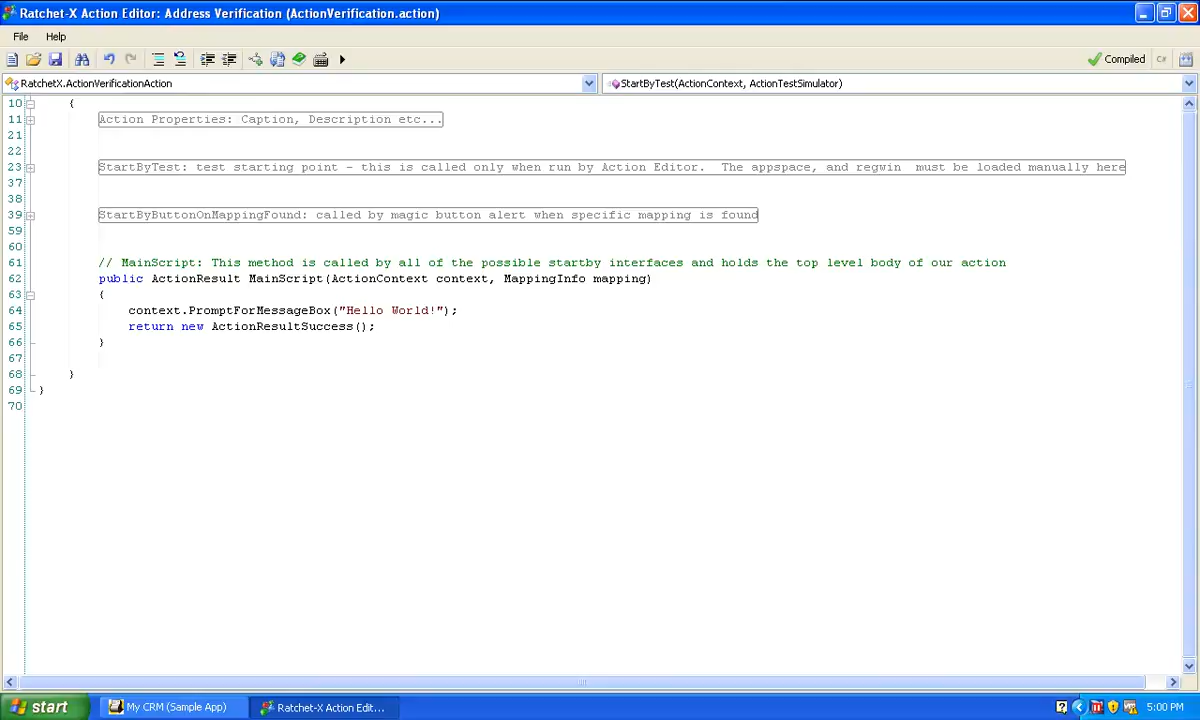 Ratchet-X Action Editor: Address Verification (ActionVerification.action)
File Help
Compiled C#
RatchetX.ActionVerificationAction StartByTest(ActionContext, ActionTestSimulator)
10 {
11 Action Properties: Caption, Description etc...
21
22
23 StartByTest: test starting point - this is called only when run by Action Editor.  The appspace, and regwin  must be loaded manually here
37
38
39 StartByButtonOnMappingFound: called by magic button alert when specific mapping is found
59
60
61 // MainScript: This method is called by all of the possible startby interfaces and holds the top level body of our action
62 public ActionResult MainScript(ActionContext context, MappingInfo mapping)
63 {
64 context.PromptForMessageBox("Hello World!");
65 return new ActionResultSuccess();
66 }
67
68 }
69 }
70
start My CRM (Sample App) Ratchet-X Action Edit... 5:00 PM